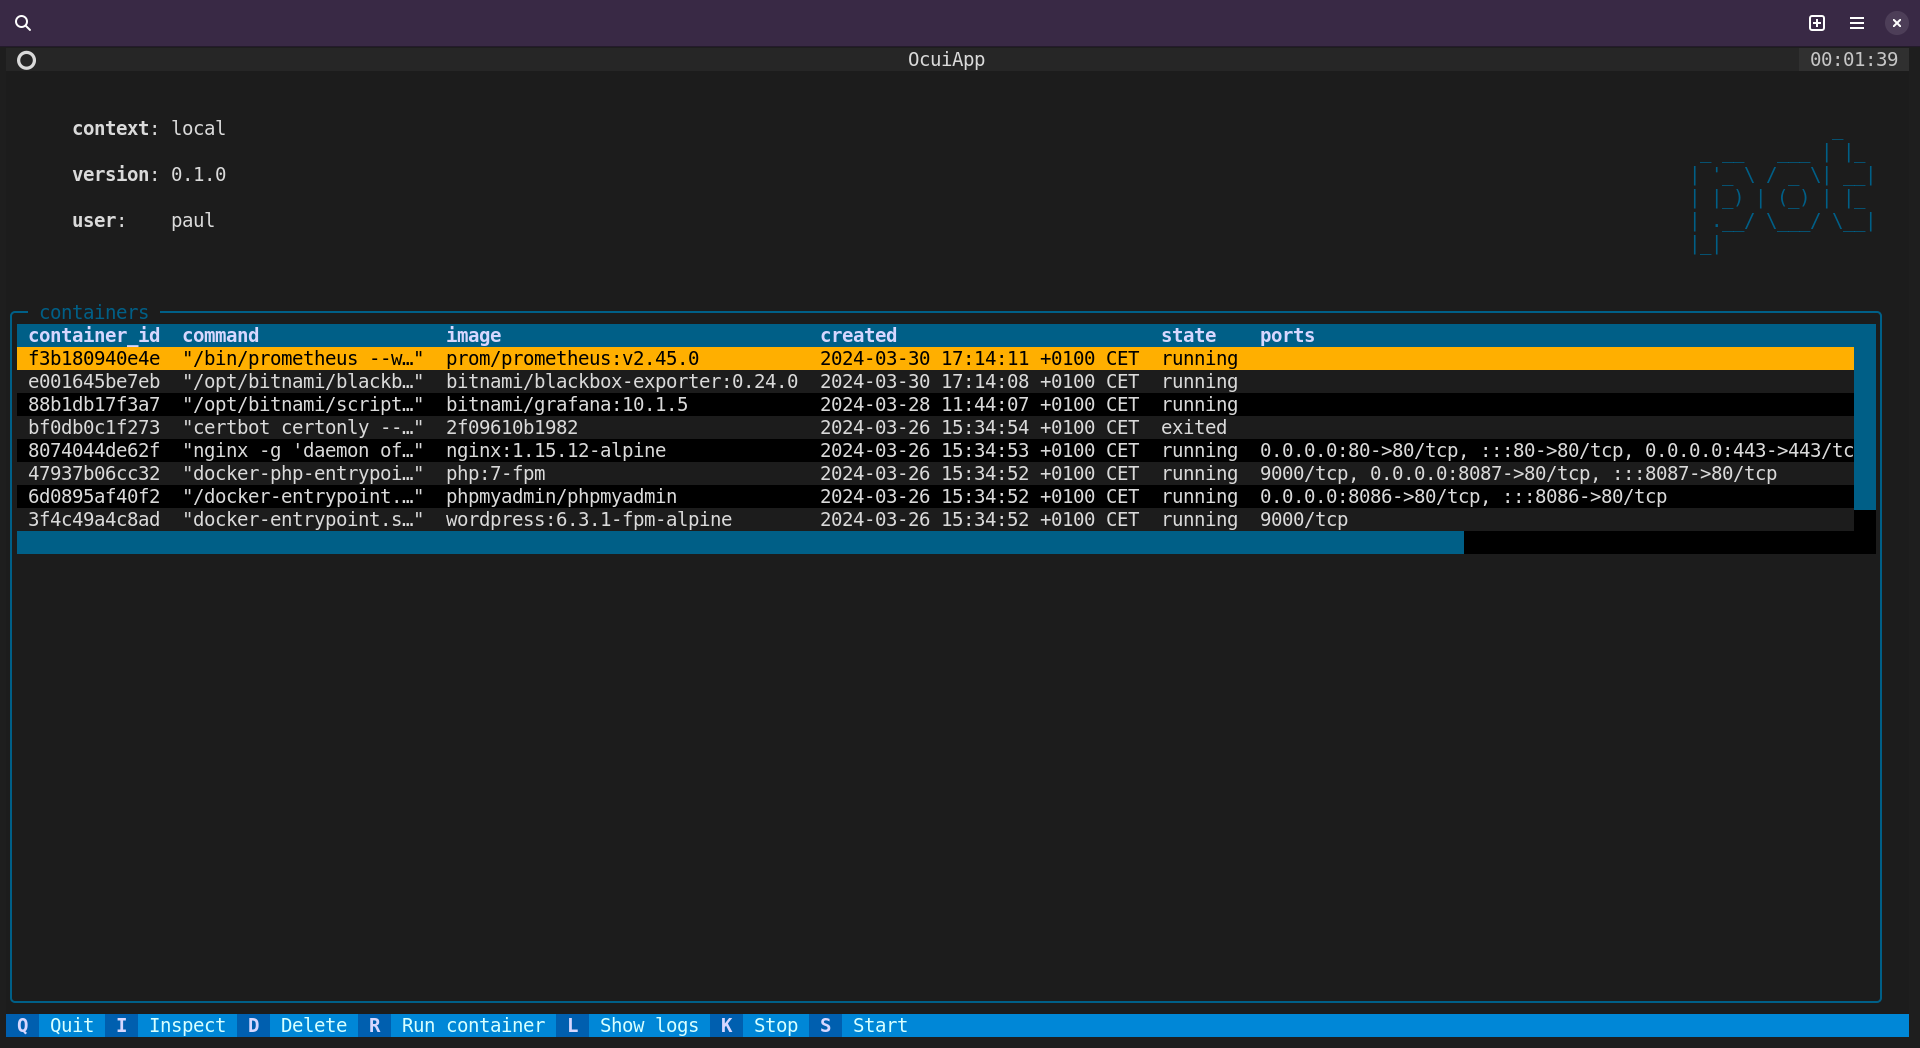 OcuiApp 00:01:39
context: local
version: 0.1.0
user: paul
pot
containers
container_id command image created state ports
f3b180940e4e "/bin/prometheus --w…" prom/prometheus:v2.45.0 2024-03-30 17:14:11 +0100 CET running
e001645be7eb "/opt/bitnami/blackb…" bitnami/blackbox-exporter:0.24.0 2024-03-30 17:14:08 +0100 CET running
88b1db17f3a7 "/opt/bitnami/script…" bitnami/grafana:10.1.5 2024-03-28 11:44:07 +0100 CET running
bf0db0c1f273 "certbot certonly --…" 2f09610b1982 2024-03-26 15:34:54 +0100 CET exited
8074044de62f "nginx -g 'daemon of…" nginx:1.15.12-alpine 2024-03-26 15:34:53 +0100 CET running 0.0.0.0:80->80/tcp, :::80->80/tcp, 0.0.0.0:443->443/tc
47937b06cc32 "docker-php-entrypoi…" php:7-fpm 2024-03-26 15:34:52 +0100 CET running 9000/tcp, 0.0.0.0:8087->80/tcp, :::8087->80/tcp
6d0895af40f2 "/docker-entrypoint.…" phpmyadmin/phpmyadmin 2024-03-26 15:34:52 +0100 CET running 0.0.0.0:8086->80/tcp, :::8086->80/tcp
3f4c49a4c8ad "docker-entrypoint.s…" wordpress:6.3.1-fpm-alpine 2024-03-26 15:34:52 +0100 CET running 9000/tcp
Q Quit I Inspect D Delete R Run container L Show logs K Stop S Start